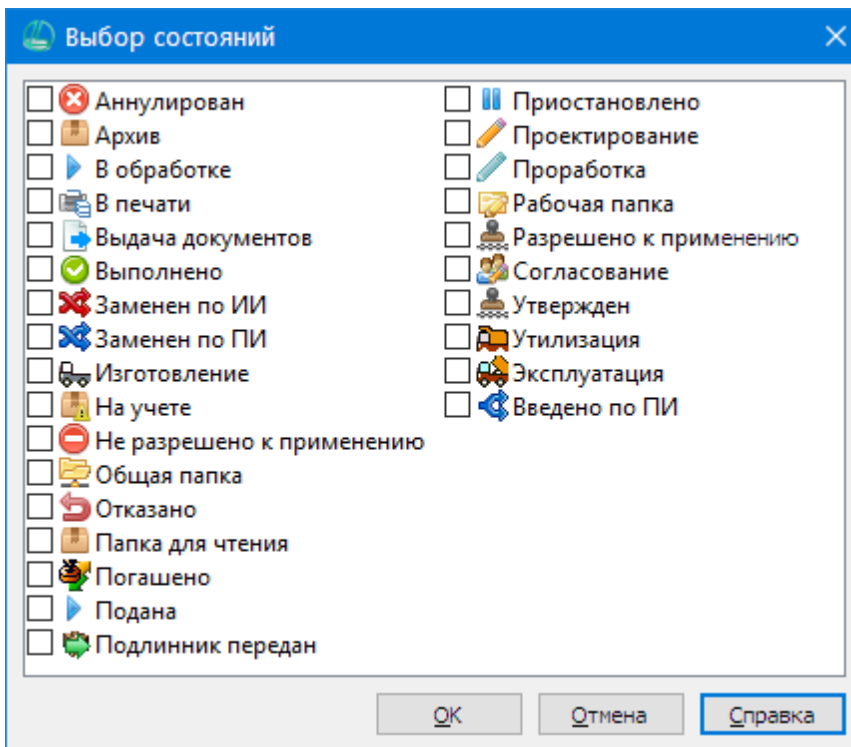 Выбор состояний
Аннулирован
Архив
В обработке
В печати
Выдача документов
Выполнено
Заменен по ИИ
Заменен по ПИ
Изготовление
На учете
Не разрешено к применению
Общая папка
Отказано
Папка для чтения
Погашено
Подана
Подлинник передан
Приостановлено
Проектирование
Проработка
Рабочая папка
Разрешено к применению
Согласование
Утвержден
Утилизация
Эксплуатация
Введено по ПИ
OK
Отмена
Справка